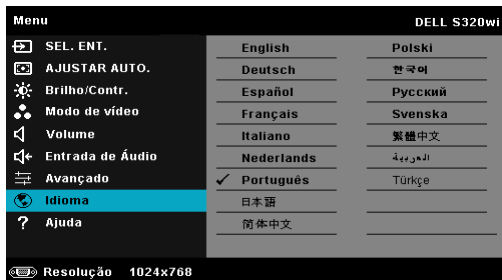 Menu DELL S320wi
SEL. ENT.
AJUSTAR AUTO.
Brilho/Contr.
Modo de vídeo
Volume
Entrada de Áudio
Avançado
Idioma
Ajuda
English Polski
Deutsch 한국어
Español Русский
Français Svenska
Italiano 繁體中文
Nederlands العربية
✓ Português Türkçe
日本語
简体中文
Resolução 1024x768